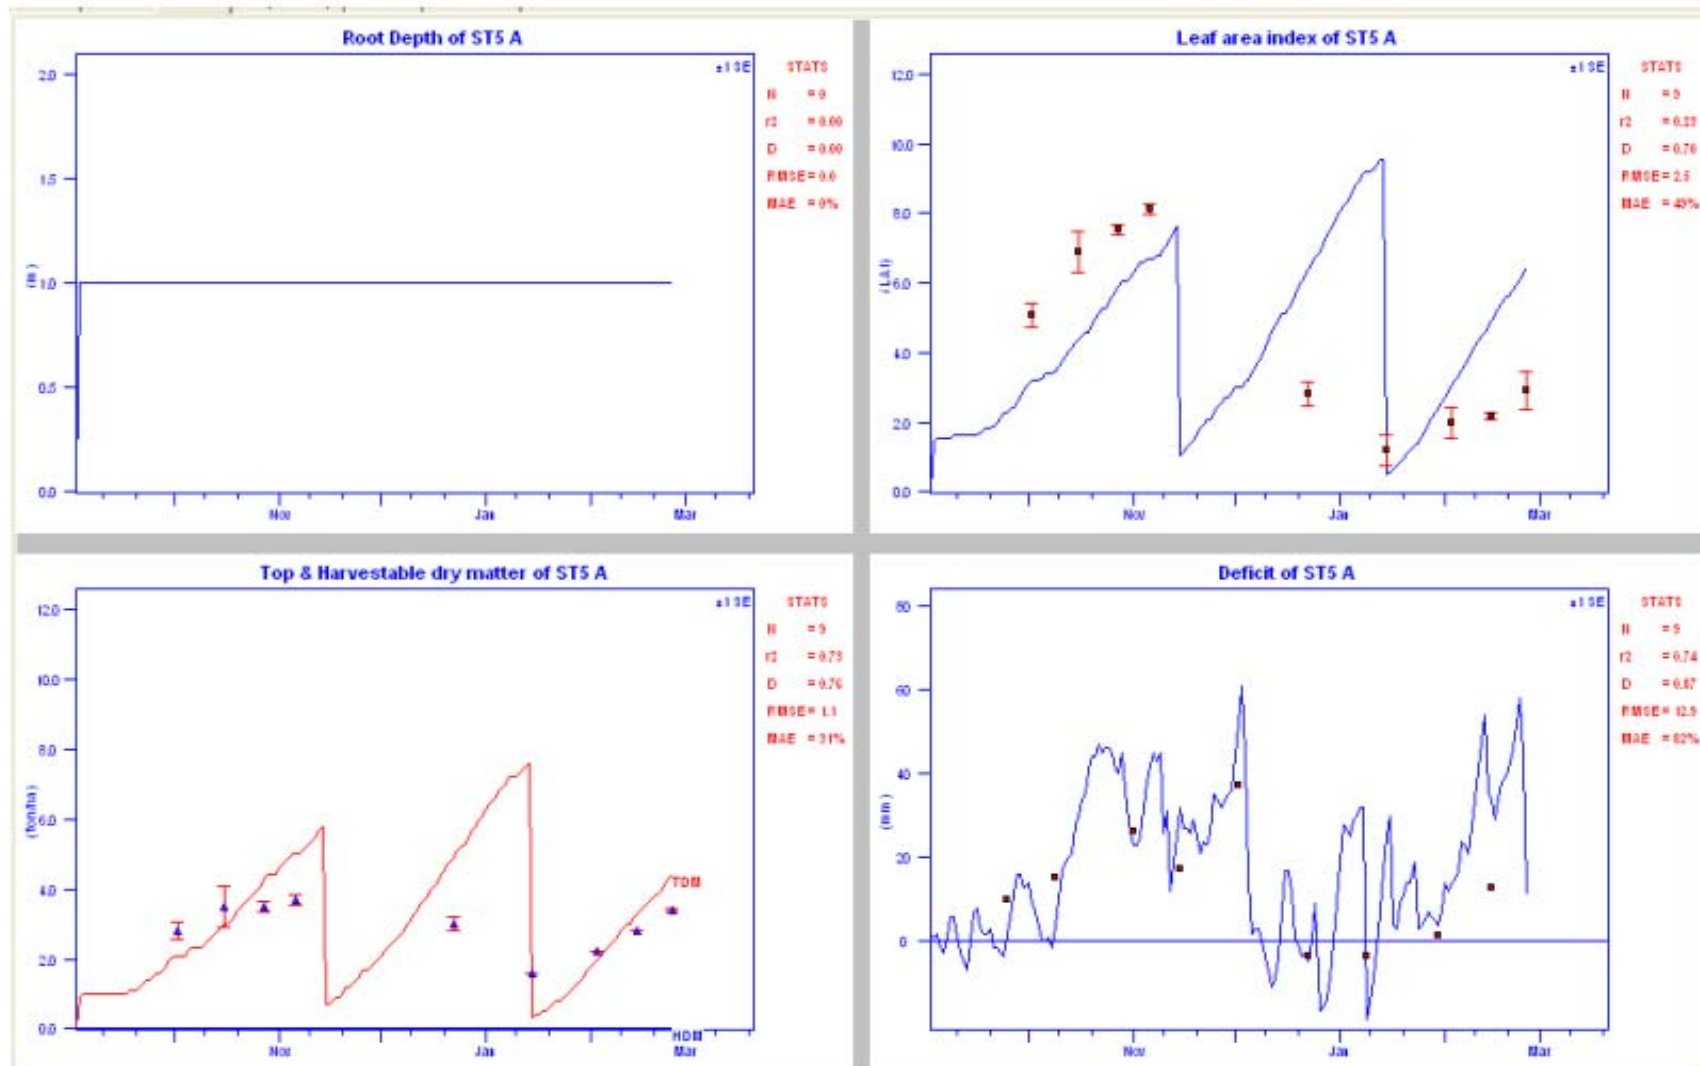 Root Depth of ST5 A
±1 SE
STATS
N = 0
r2 = 0.00
D = 0.00
RMSE = 0.0
MAE = 0%
2.0
1.5
1.0
0.5
0.0
Nov Jan Mar
Leaf area index of ST5 A
±1 SE
STATS
N = 9
r2 = 0.23
D = 0.70
RMSE = 2.5
MAE = 49%
12.0
10.0
8.0
6.0
4.0
2.0
0.0
(LAI)
Nov Jan Mar
Top & Harvestable dry matter of ST5 A
±1 SE
STATS
N = 9
r2 = 0.73
D = 0.76
RMSE = 1.1
MAE = 31%
12.0
10.0
8.0
6.0
4.0
2.0
0.0
(Ton/ha)
TDM
HDM
Nov Jan Mar
Deficit of ST5 A
±1 SE
STATS
N = 9
r2 = 0.74
D = 0.87
RMSE = 12.9
MAE = 82%
80
60
40
20
0
(mm)
Nov Jan Mar